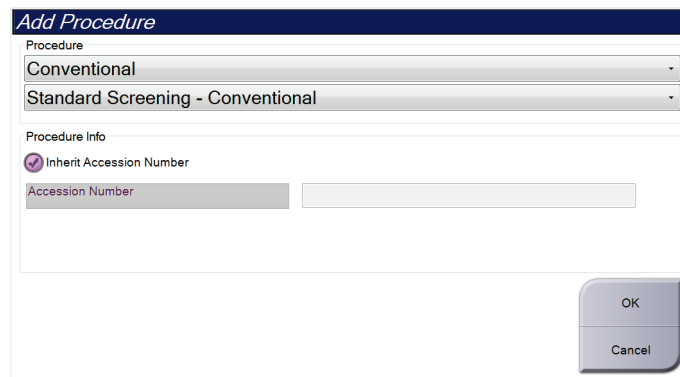 Add Procedure
Procedure
Conventional
Standard Screening - Conventional
Procedure Info
Inherit Accession Number
Accession Number
OK
Cancel